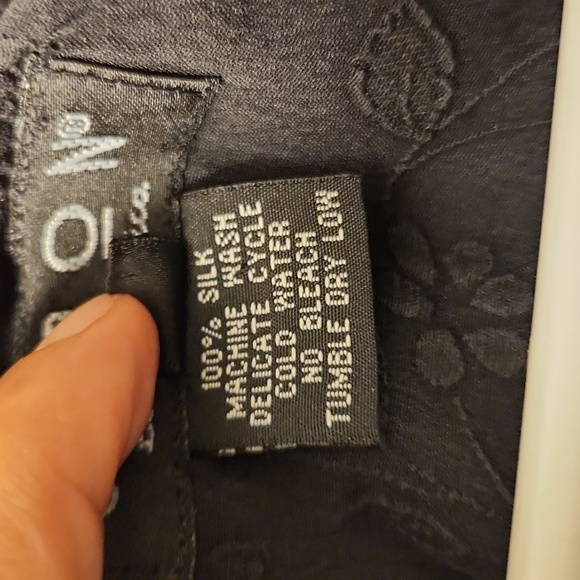 100% SILK
MACHINE WASH
DELICATE CYCLE
COLD WATER
NO BLEACH
TUMBLE DRY LOW